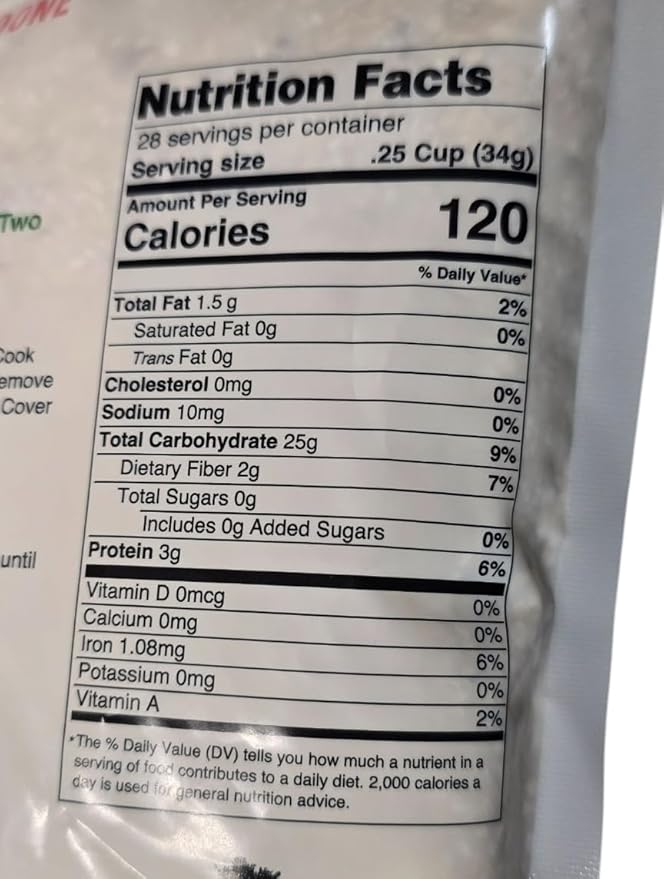 DONE
Nutrition Facts
28 servings per container
Serving size .25 Cup (34g)
Amount Per Serving
Calories 120
% Daily Value*
Total Fat 1.5 g 2%
Saturated Fat 0g 0%
Trans Fat 0g
Cholesterol 0mg 0%
Sodium 10mg 0%
Total Carbohydrate 25g 9%
Dietary Fiber 2g 7%
Total Sugars 0g
Includes 0g Added Sugars 0%
Protein 3g 6%
Vitamin D 0mcg 0%
Calcium 0mg 0%
Iron 1.08mg 6%
Potassium 0mg 0%
Vitamin A 2%
*The % Daily Value (DV) tells you how much a nutrient in a
serving of food contributes to a daily diet. 2,000 calories a
day is used for general nutrition advice.
Two
Cook
emove
Cover
until